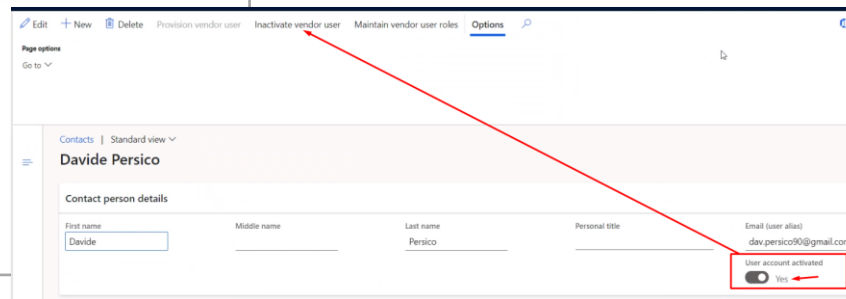 Edit New Delete Provision vendor user Inactivate vendor user Maintain vendor user roles Options
Page options
Go to
Contacts | Standard view
Davide Persico
Contact person details
First name Middle name Last name Personal title Email (user alias)
Davide Persico dav.persico90@gmail.com
User account activated
Yes